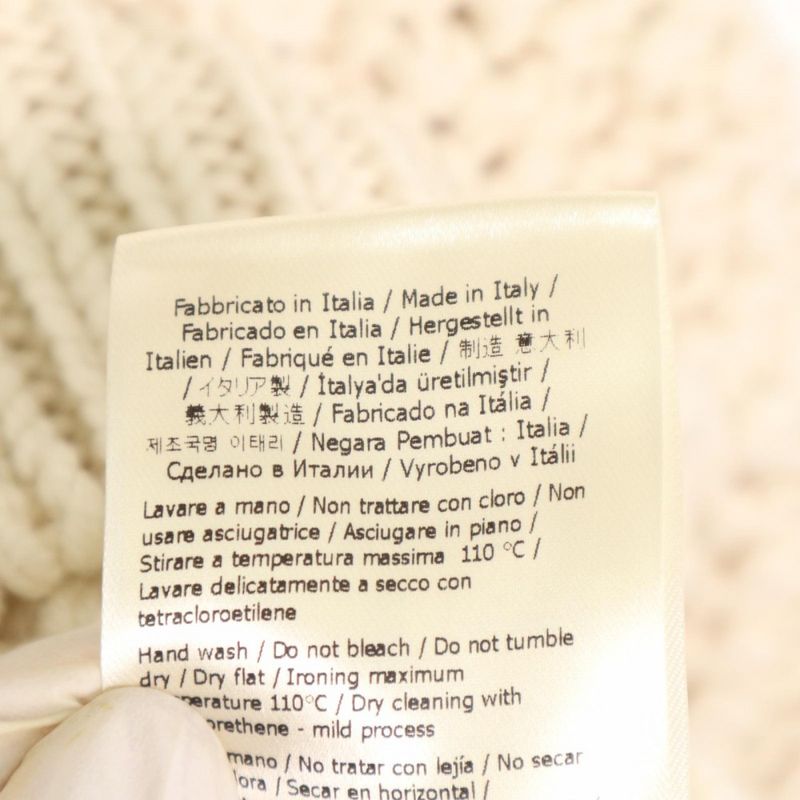 Fabbricato in Italia / Made in Italy /
Fabricado en Italia / Hergestellt in
Italien / Fabriqué en Italie / 制造 意大利
/ イタリア製 / İtalya'da üretilmiştir /
義大利製造 / Fabricado na Itália /
제조국명 이태리 / Negara Pembuat : Italia /
Сделано в Италии / Vyrobeno v Itálii
Lavare a mano / Non trattare con cloro / Non
usare asciugatrice / Asciugare in piano /
Stirare a temperatura massima 110 °C /
Lavare delicatamente a secco con
tetracloroetilene
Hand wash / Do not bleach / Do not tumble
dry / Dry flat / Ironing maximum
110°C / Dry cleaning with
- mild process
mano / No tratar con lejía / No secar
/ Secar en horizontal /